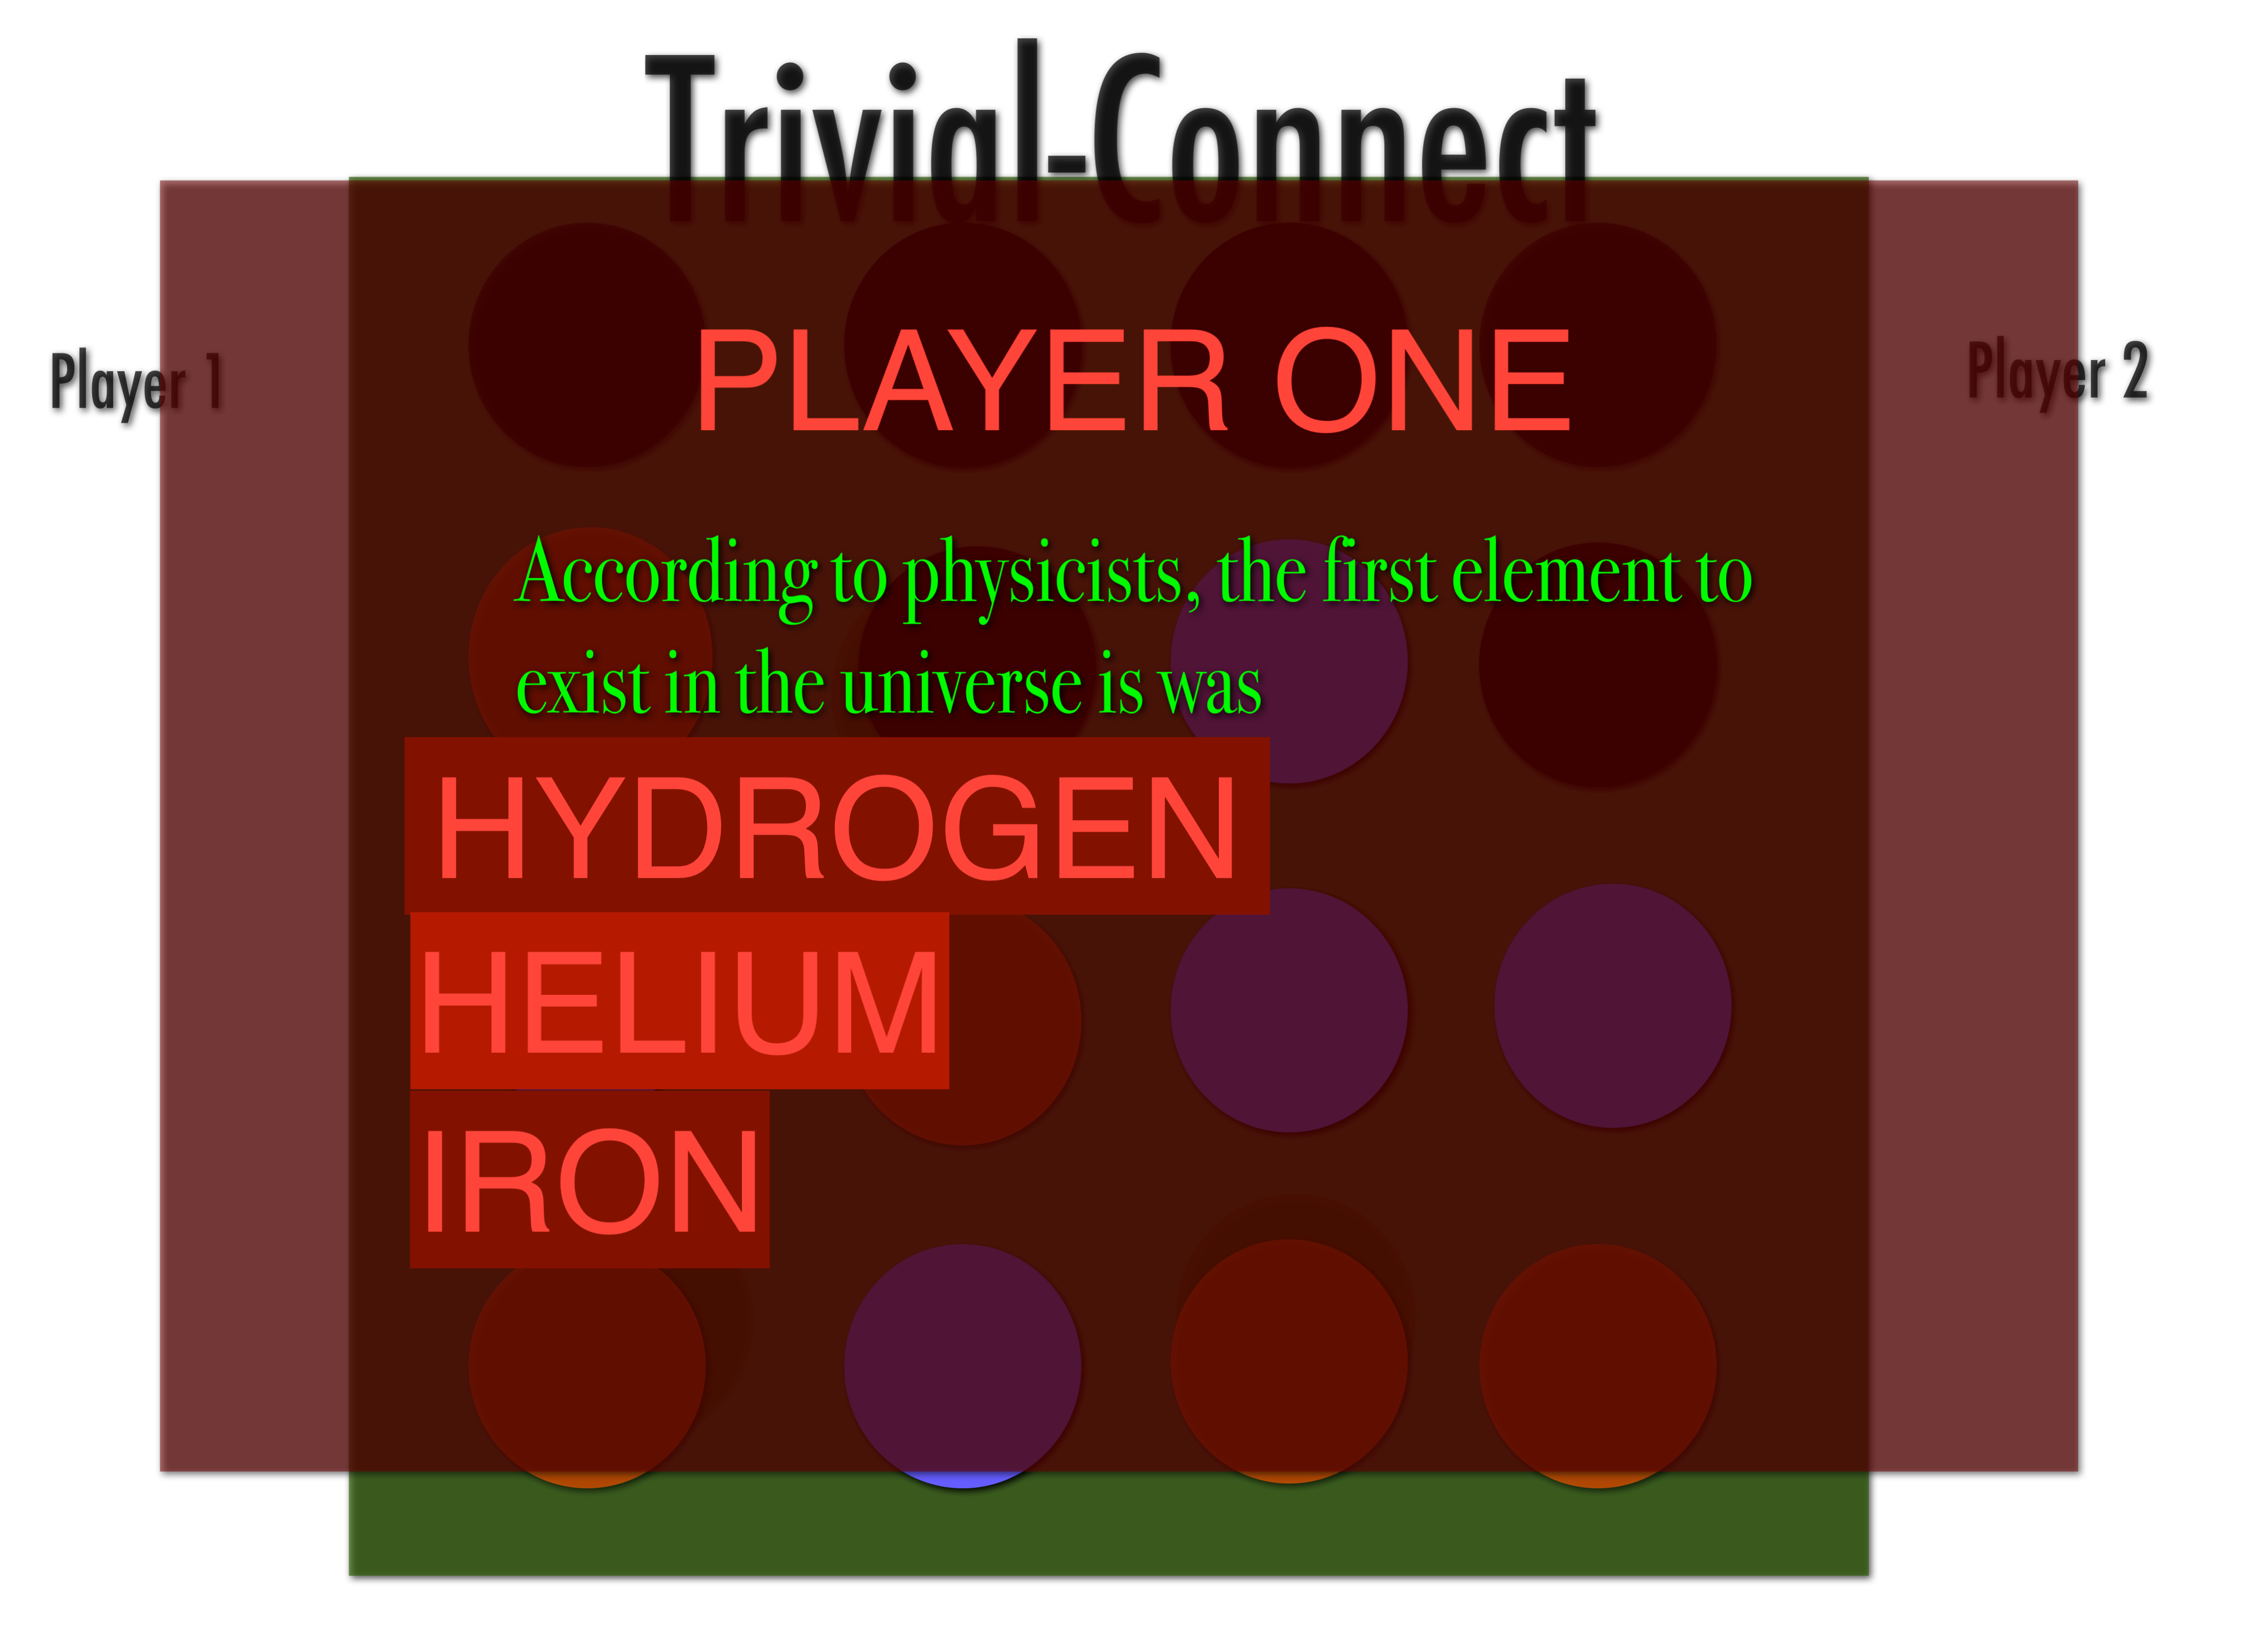 Trivial-Connect
Player 1
Player 2
PLAYER ONE
According to physicists, the first element to
exist in the universe is was
HYDROGEN
HELIUM
IRON